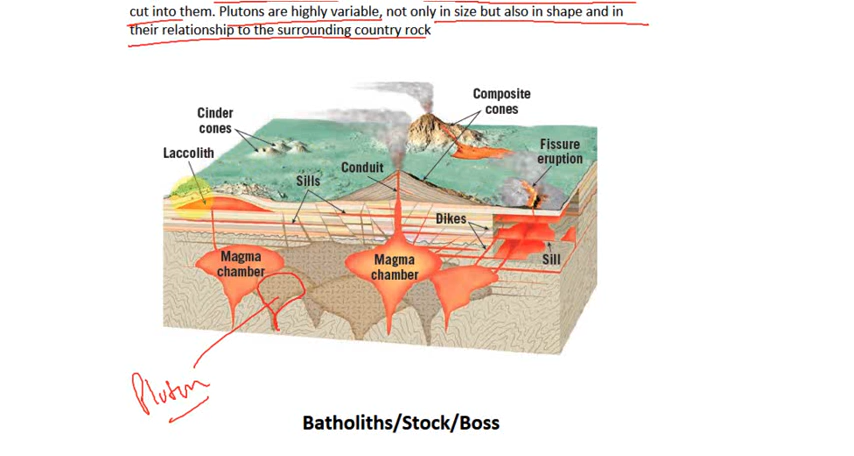 cut into them. Plutons are highly variable, not only in size but also in shape and in
their relationship to the surrounding country rock
Composite
cones
Cinder
cones
Fissure
eruption
Laccolith
Conduit
Sills
Dikes
Magma
chamber
Magma
chamber
Sill
Pluton
Batholiths/Stock/Boss